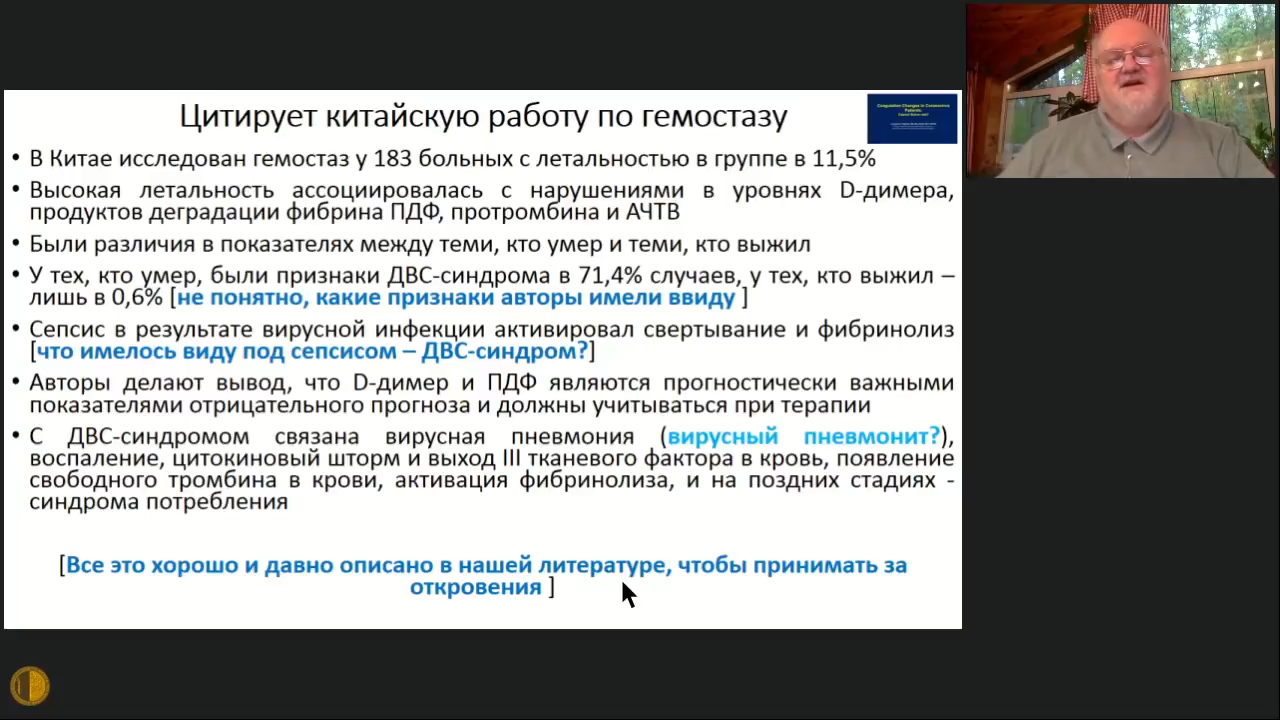 Цитирует китайскую работу по гемостазу
Coagulation Changes in Coronavirus
Patients:
• В Китае исследован гемостаз у 183 больных с летальностью в группе в 11,5%
• Высокая летальность ассоциировалась с нарушениями в уровнях D-димера,
продуктов деградации фибрина ПДФ, протромбина и АЧТВ
• Были различия в показателях между теми, кто умер и теми, кто выжил
• У тех, кто умер, были признаки ДВС-синдрома в 71,4% случаев, у тех, кто выжил –
лишь в 0,6% [не понятно, какие признаки авторы имели ввиду ]
• Сепсис в результате вирусной инфекции активировал свертывание и фибринолиз
[что имелось виду под сепсисом – ДВС-синдром?]
• Авторы делают вывод, что D-димер и ПДФ являются прогностически важными
показателями отрицательного прогноза и должны учитываться при терапии
• С ДВС-синдромом связана вирусная пневмония (вирусный пневмонит?),
воспаление, цитокиновый шторм и выход III тканевого фактора в кровь, появление
свободного тромбина в крови, активация фибринолиза, и на поздних стадиях -
синдрома потребления
[Все это хорошо и давно описано в нашей литературе, чтобы принимать за
откровения ]